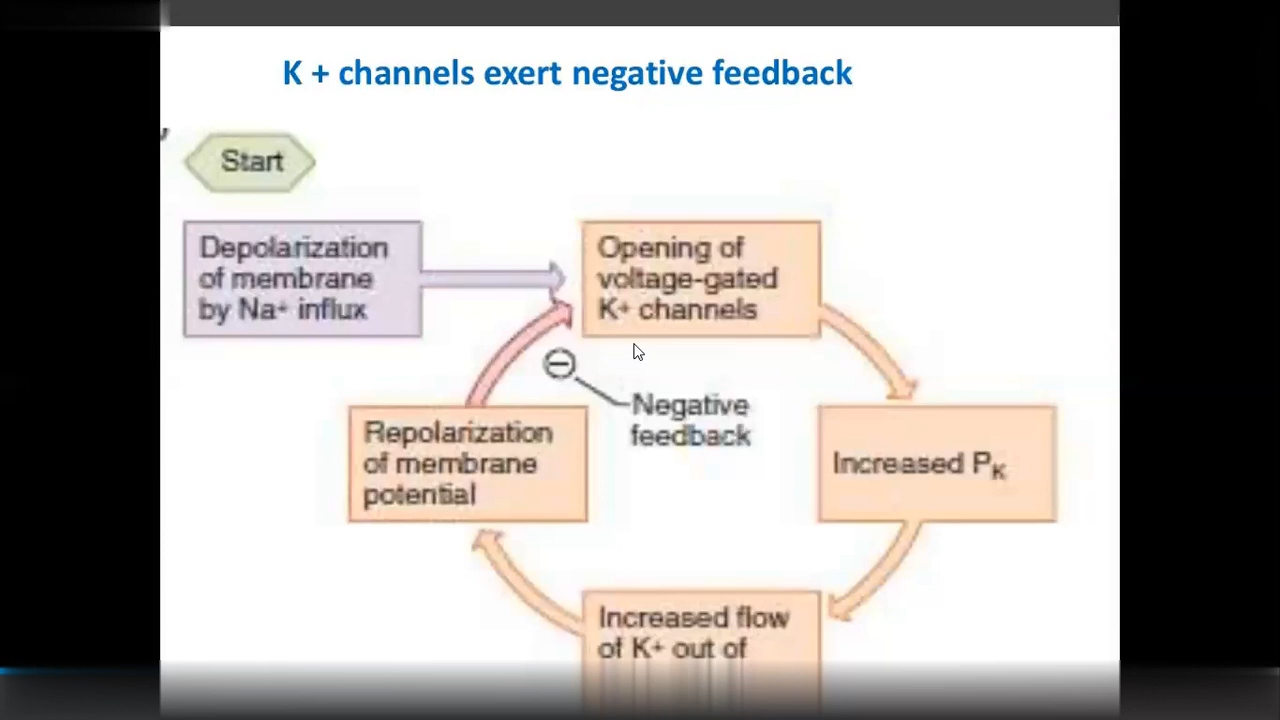 K + channels exert negative feedback
Start
Depolarization
of membrane
by Na+ influx
Opening of
voltage-gated
K+ channels
Negative
feedback
Repolarization
of membrane
potential
Increased PK
Increased flow
of K+ out of